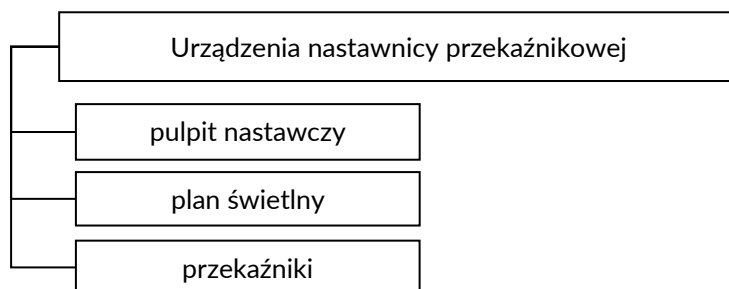 Urządzenia nastawnicy przekaźnikowej
pulpit nastawczy
plan świetlny
przekaźniki